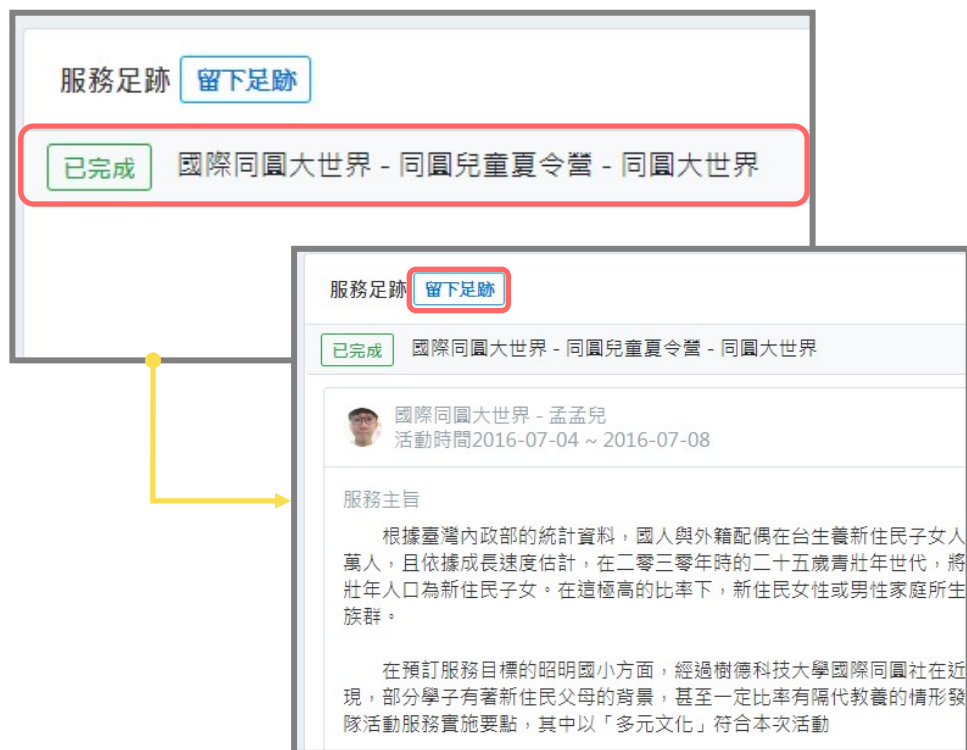 服務足跡 留下足跡
已完成 國際同圓大世界 - 同圓兒童夏令營 - 同圓大世界
服務足跡 留下足跡
已完成 國際同圓大世界 - 同圓兒童夏令營 - 同圓大世界
國際同圓大世界 - 孟孟兒
活動時間2016-07-04 ~ 2016-07-08
服務主旨
根據臺灣內政部的統計資料，國人與外籍配偶在台生養新住民子女人
萬人，且依據成長速度估計，在二零三零年時的二十五歲青壯年世代，將
壯年人口為新住民子女。在這極高的比率下，新住民女性或男性家庭所生
族群。
在預訂服務目標的昭明國小方面，經過樹德科技大學國際同圓社在近
現，部分學子有著新住民父母的背景，甚至一定比率有隔代教養的情形發
隊活動服務實施要點，其中以「多元文化」符合本次活動